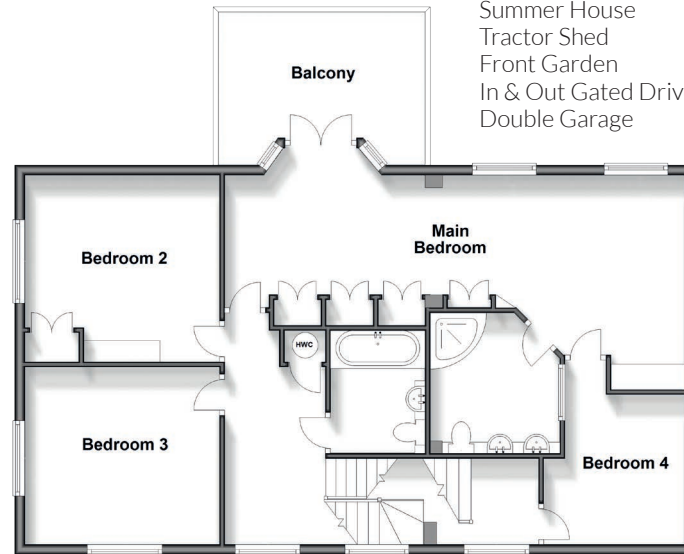 Summer House
Tractor Shed
Front Garden
In & Out Gated Driv
Double Garage
Balcony
Main
Bedroom
Bedroom 2
HWC
Bedroom 3
Bedroom 4